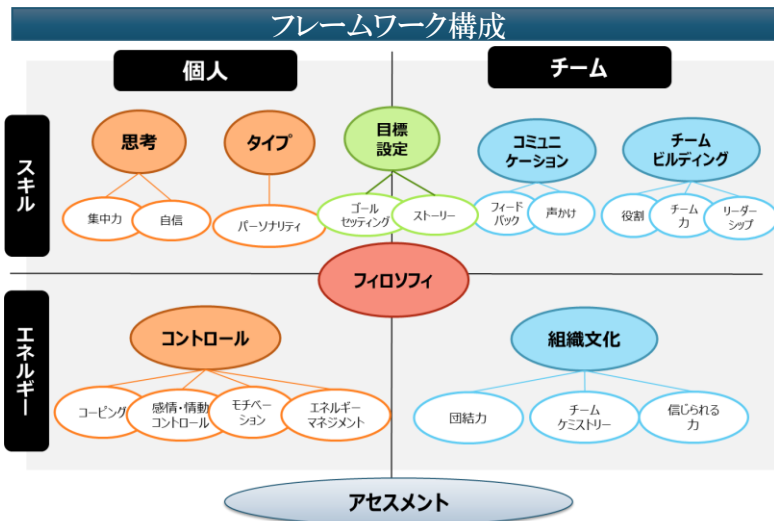 フレームワーク構成
個人
チーム
スキル
思考
集中力
自信
タイプ
パーソナリティ
目標
設定
ゴール
セッティング
ストーリー
コミュニ
ケーション
フィード
バック
声かけ
チーム
ビルディング
役割
チーム
力
リーダー
シップ
フィロソフィ
エネルギー
コントロール
コーピング
感情・情動
コントロール
モチベー
ション
エネルギー
マネジメント
組織文化
団結力
チーム
ケミストリー
信じられる
力
アセスメント